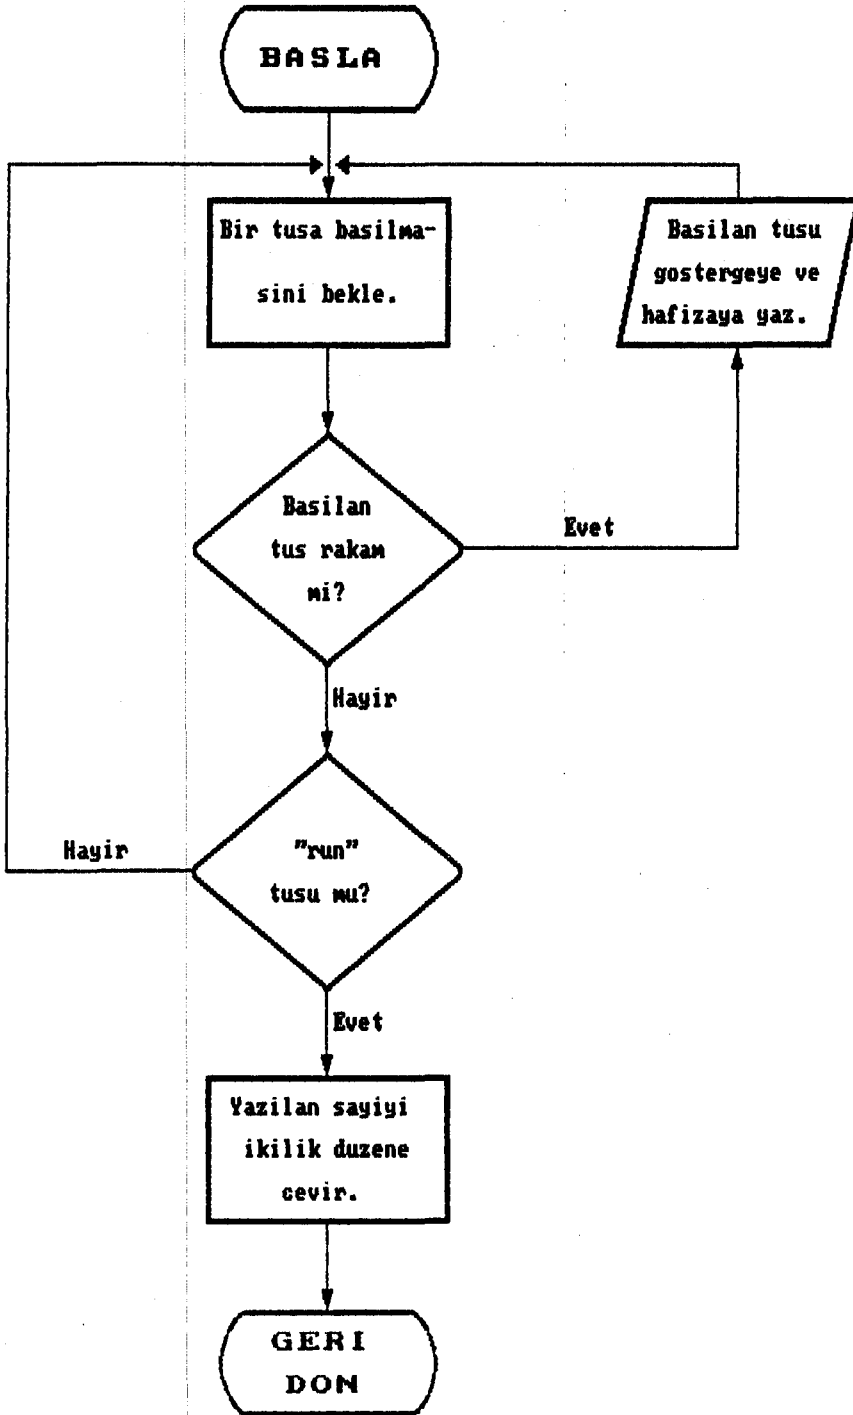 BASLA
Bir tusa basilma-
sini bekle.
Basilan tusu
gostergeye ve
hafizaya yaz.
Basilan
tus rakam
mi?
Evet
Hayir
"run"
tusu mu?
Hayir
Evet
Yazilan sayiyi
ikilik duzene
cevir.
GERI
DON